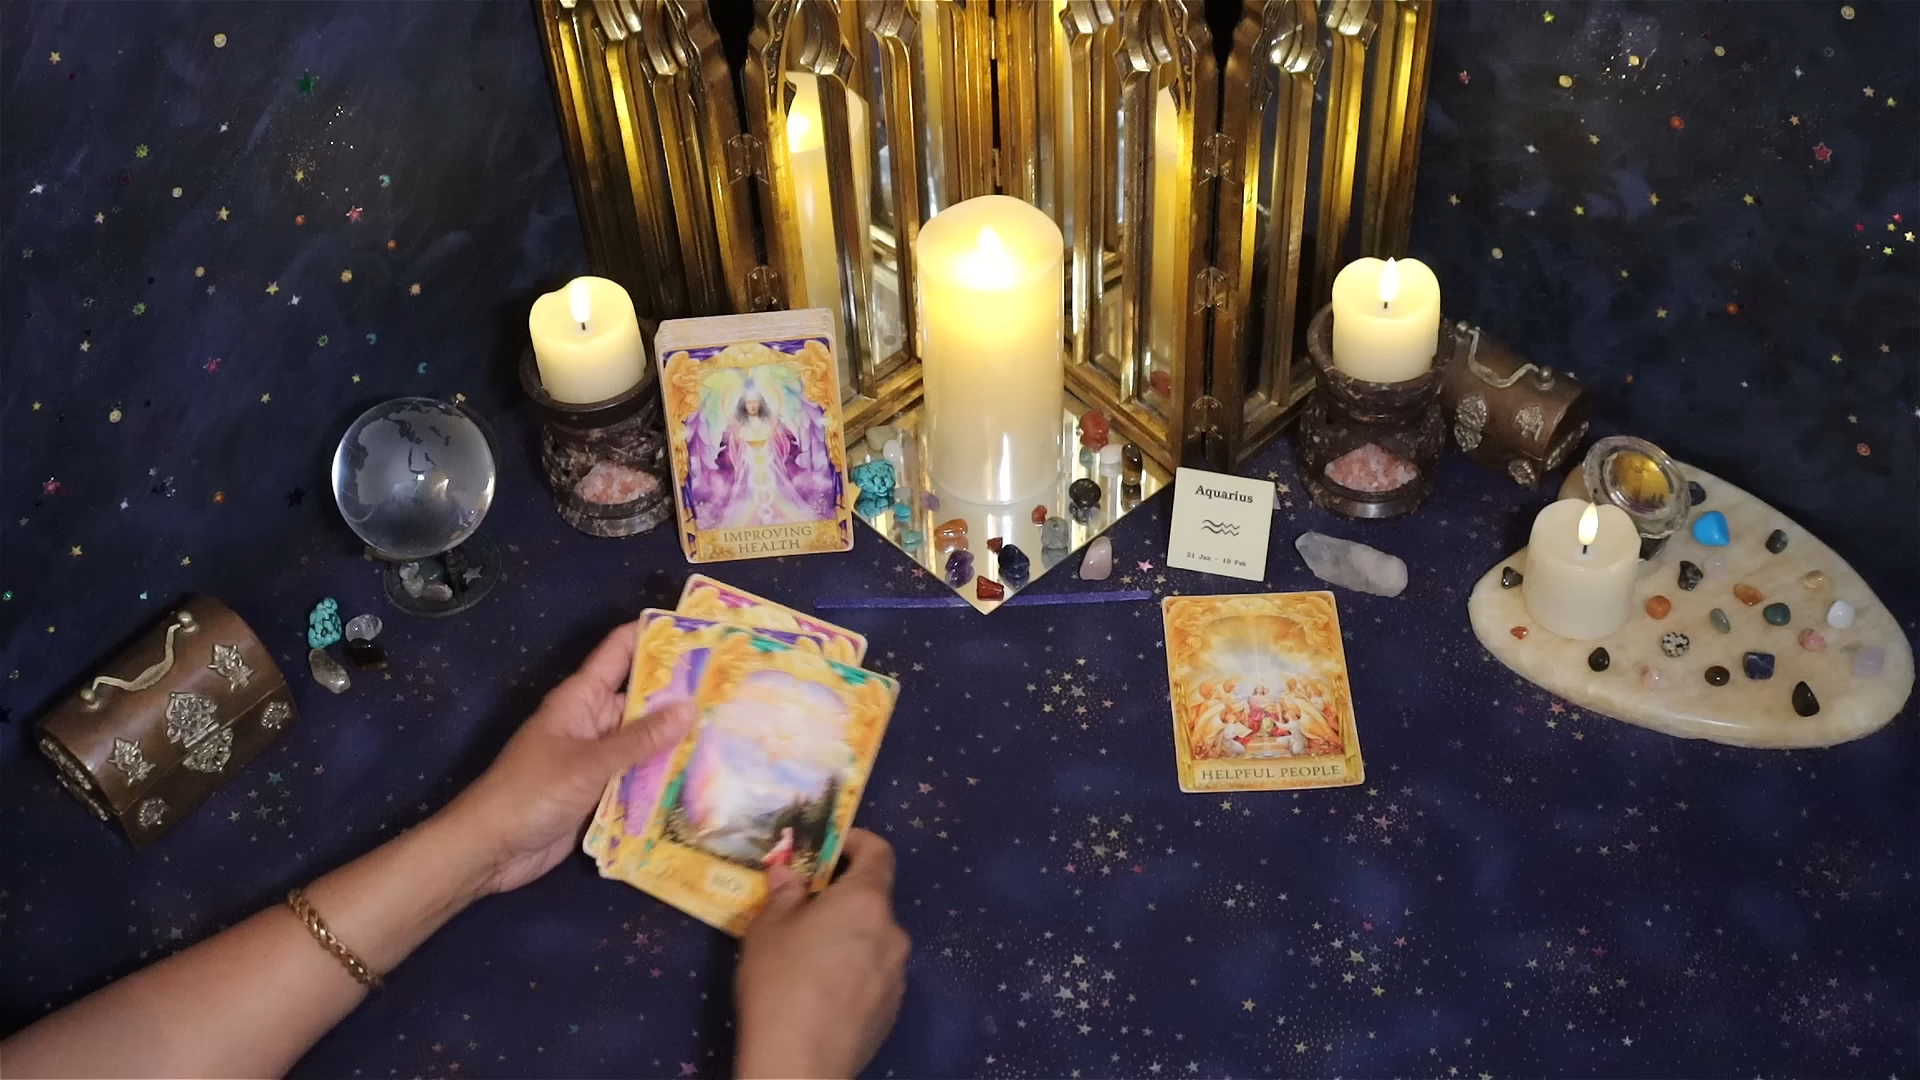 IMPROVING
HEALTH
Aquarius
21 Jan - 19 Feb
HELPFUL PEOPLE